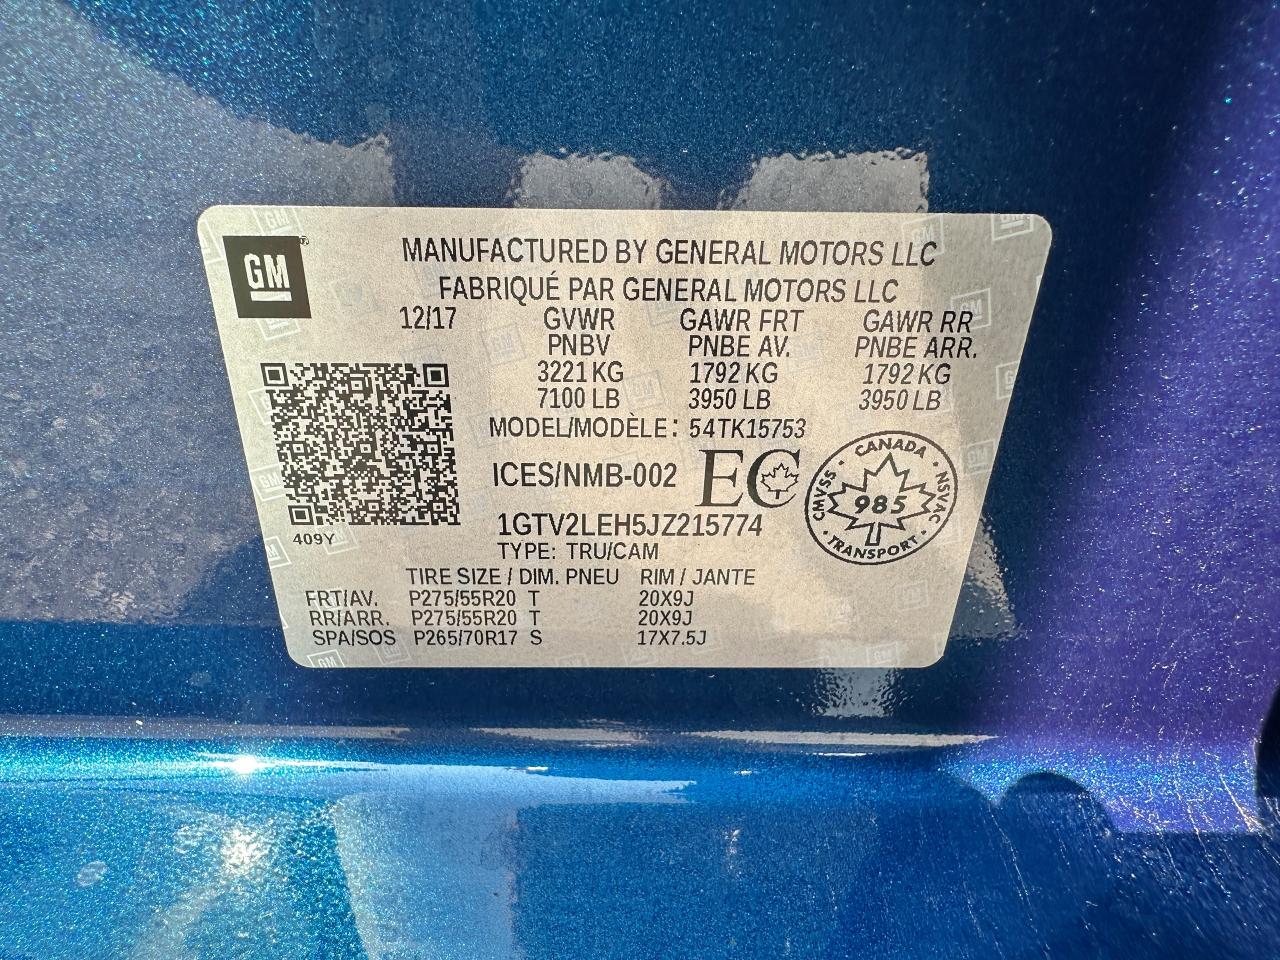 GM
MANUFACTURED BY GENERAL MOTORS LLC
FABRIQUÉ PAR GENERAL MOTORS LLC
12/17 GVWR GAWR FRT GAWR RR
PNBV PNBE AV. PNBE ARR.
3221 KG 1792 KG 1792 KG
7100 LB 3950 LB 3950 LB
MODEL/MODÈLE: 54TK15753
ICES/NMB-002 EC
CANADA
CMVSS 985 NSVAC
TRANSPORT
1GTV2LEH5JZ215774
409Y
TYPE: TRU/CAM
TIRE SIZE / DIM. PNEU RIM / JANTE
FRT/AV. P275/55R20 T 20X9J
RR/ARR. P275/55R20 T 20X9J
SPA/SOS P265/70R17 S 17X7.5J